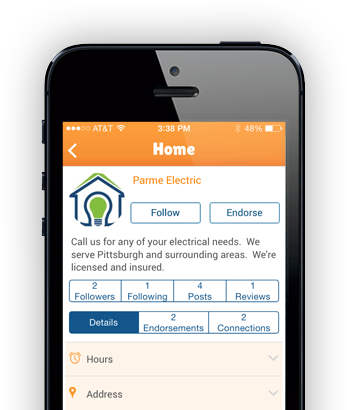 ●●●○○ AT&T 3:38 PM 48%
Home
Parme Electric
Follow Endorse
Call us for any of your electrical needs. We
serve Pittsburgh and surrounding areas. We're
licensed and insured.
2 1 4 1
Followers Following Posts Reviews
Details 2 Endorsements 2 Connections
Hours
Address